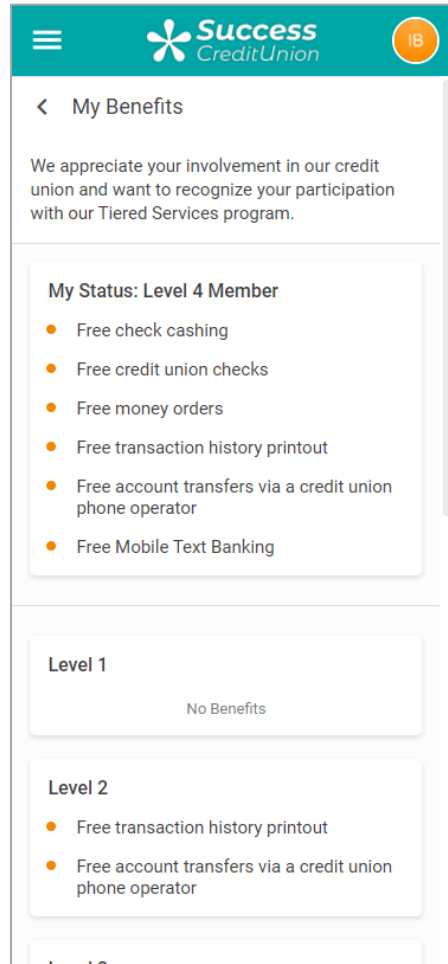 Success
CreditUnion
IB
My Benefits
We appreciate your involvement in our credit
union and want to recognize your participation
with our Tiered Services program.
My Status: Level 4 Member
Free check cashing
Free credit union checks
Free money orders
Free transaction history printout
Free account transfers via a credit union
phone operator
Free Mobile Text Banking
Level 1
No Benefits
Level 2
Free transaction history printout
Free account transfers via a credit union
phone operator